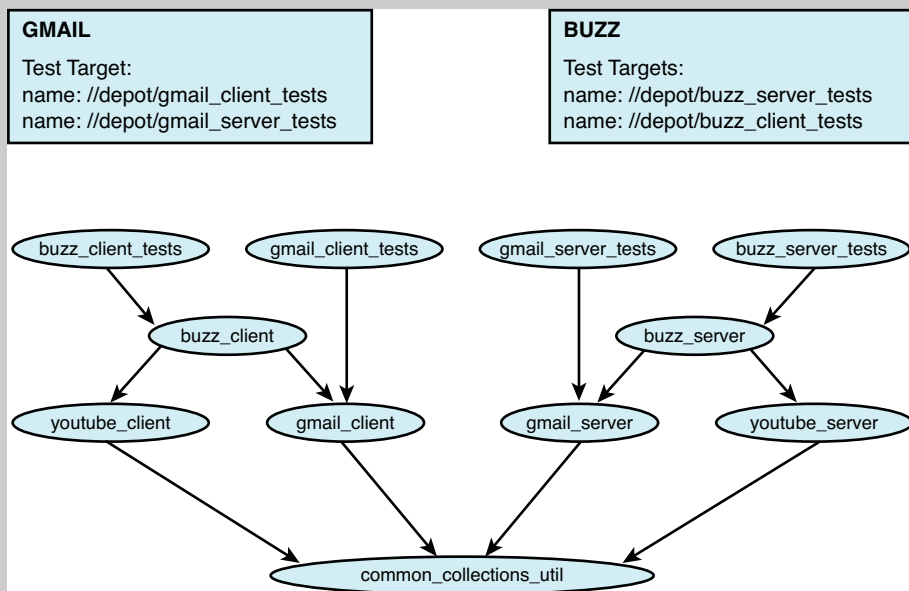 GMAIL
Test Target:
name: //depot/gmail_client_tests
name: //depot/gmail_server_tests
BUZZ
Test Targets:
name: //depot/buzz_server_tests
name: //depot/buzz_client_tests
buzz_client_tests
gmail_client_tests
gmail_server_tests
buzz_server_tests
buzz_client
buzz_server
youtube_client
gmail_client
gmail_server
youtube_server
common_collections_util